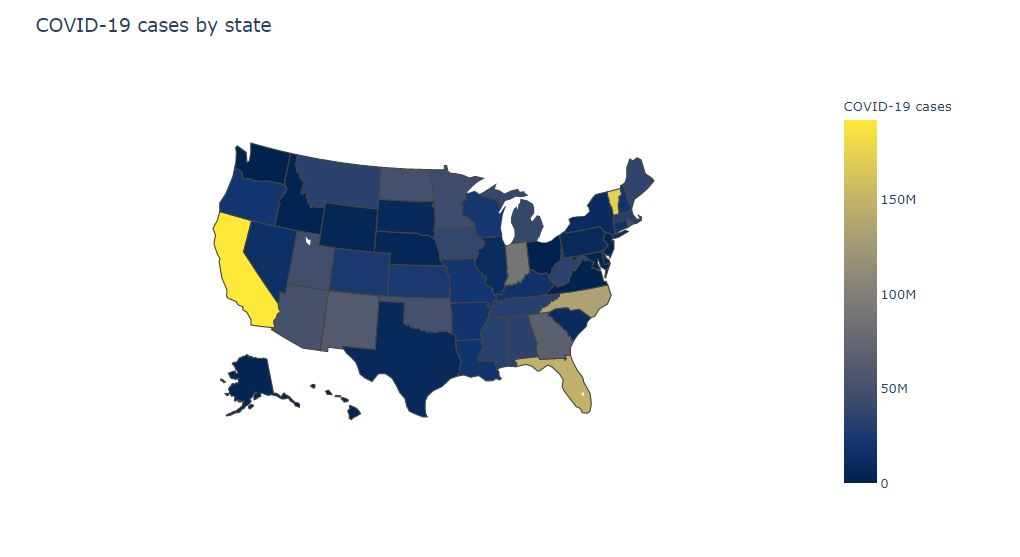 COVID-19 cases by state
COVID-19 cases
150M
100M
50M
0